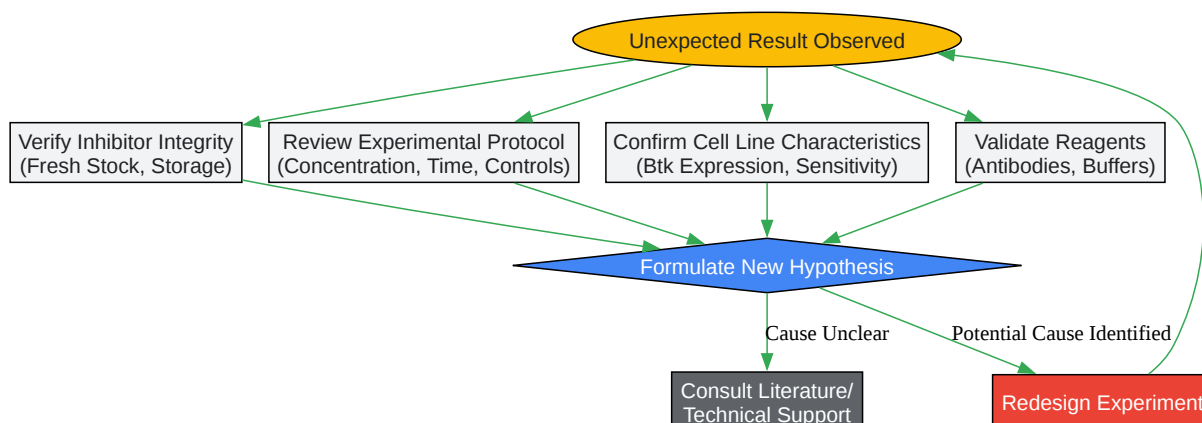 Unexpected Result Observed
Verify Inhibitor Integrity
(Fresh Stock, Storage)
Review Experimental Protocol
(Concentration, Time, Controls)
Confirm Cell Line Characteristics
(Btk Expression, Sensitivity)
Validate Reagents
(Antibodies, Buffers)
Formulate New Hypothesis
Cause Unclear
Potential Cause Identified
Consult Literature/
Technical Support
Redesign Experiment